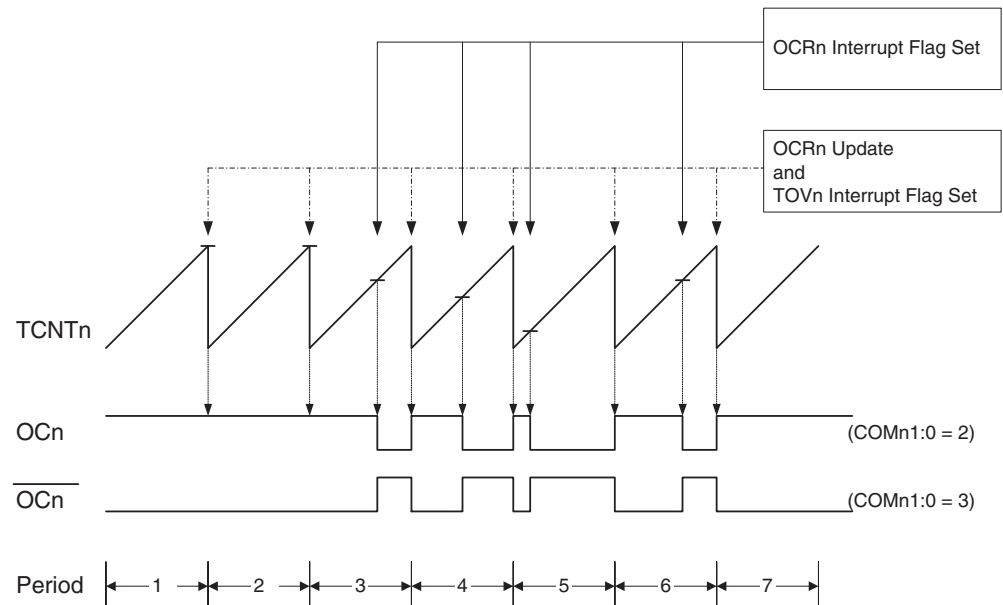 OCRn Interrupt Flag Set
OCRn Update
and
TOVn Interrupt Flag Set
TCNTn
OCn
(COMn1:0 = 2)
OCn
(COMn1:0 = 3)
Period
1
2
3
4
5
6
7